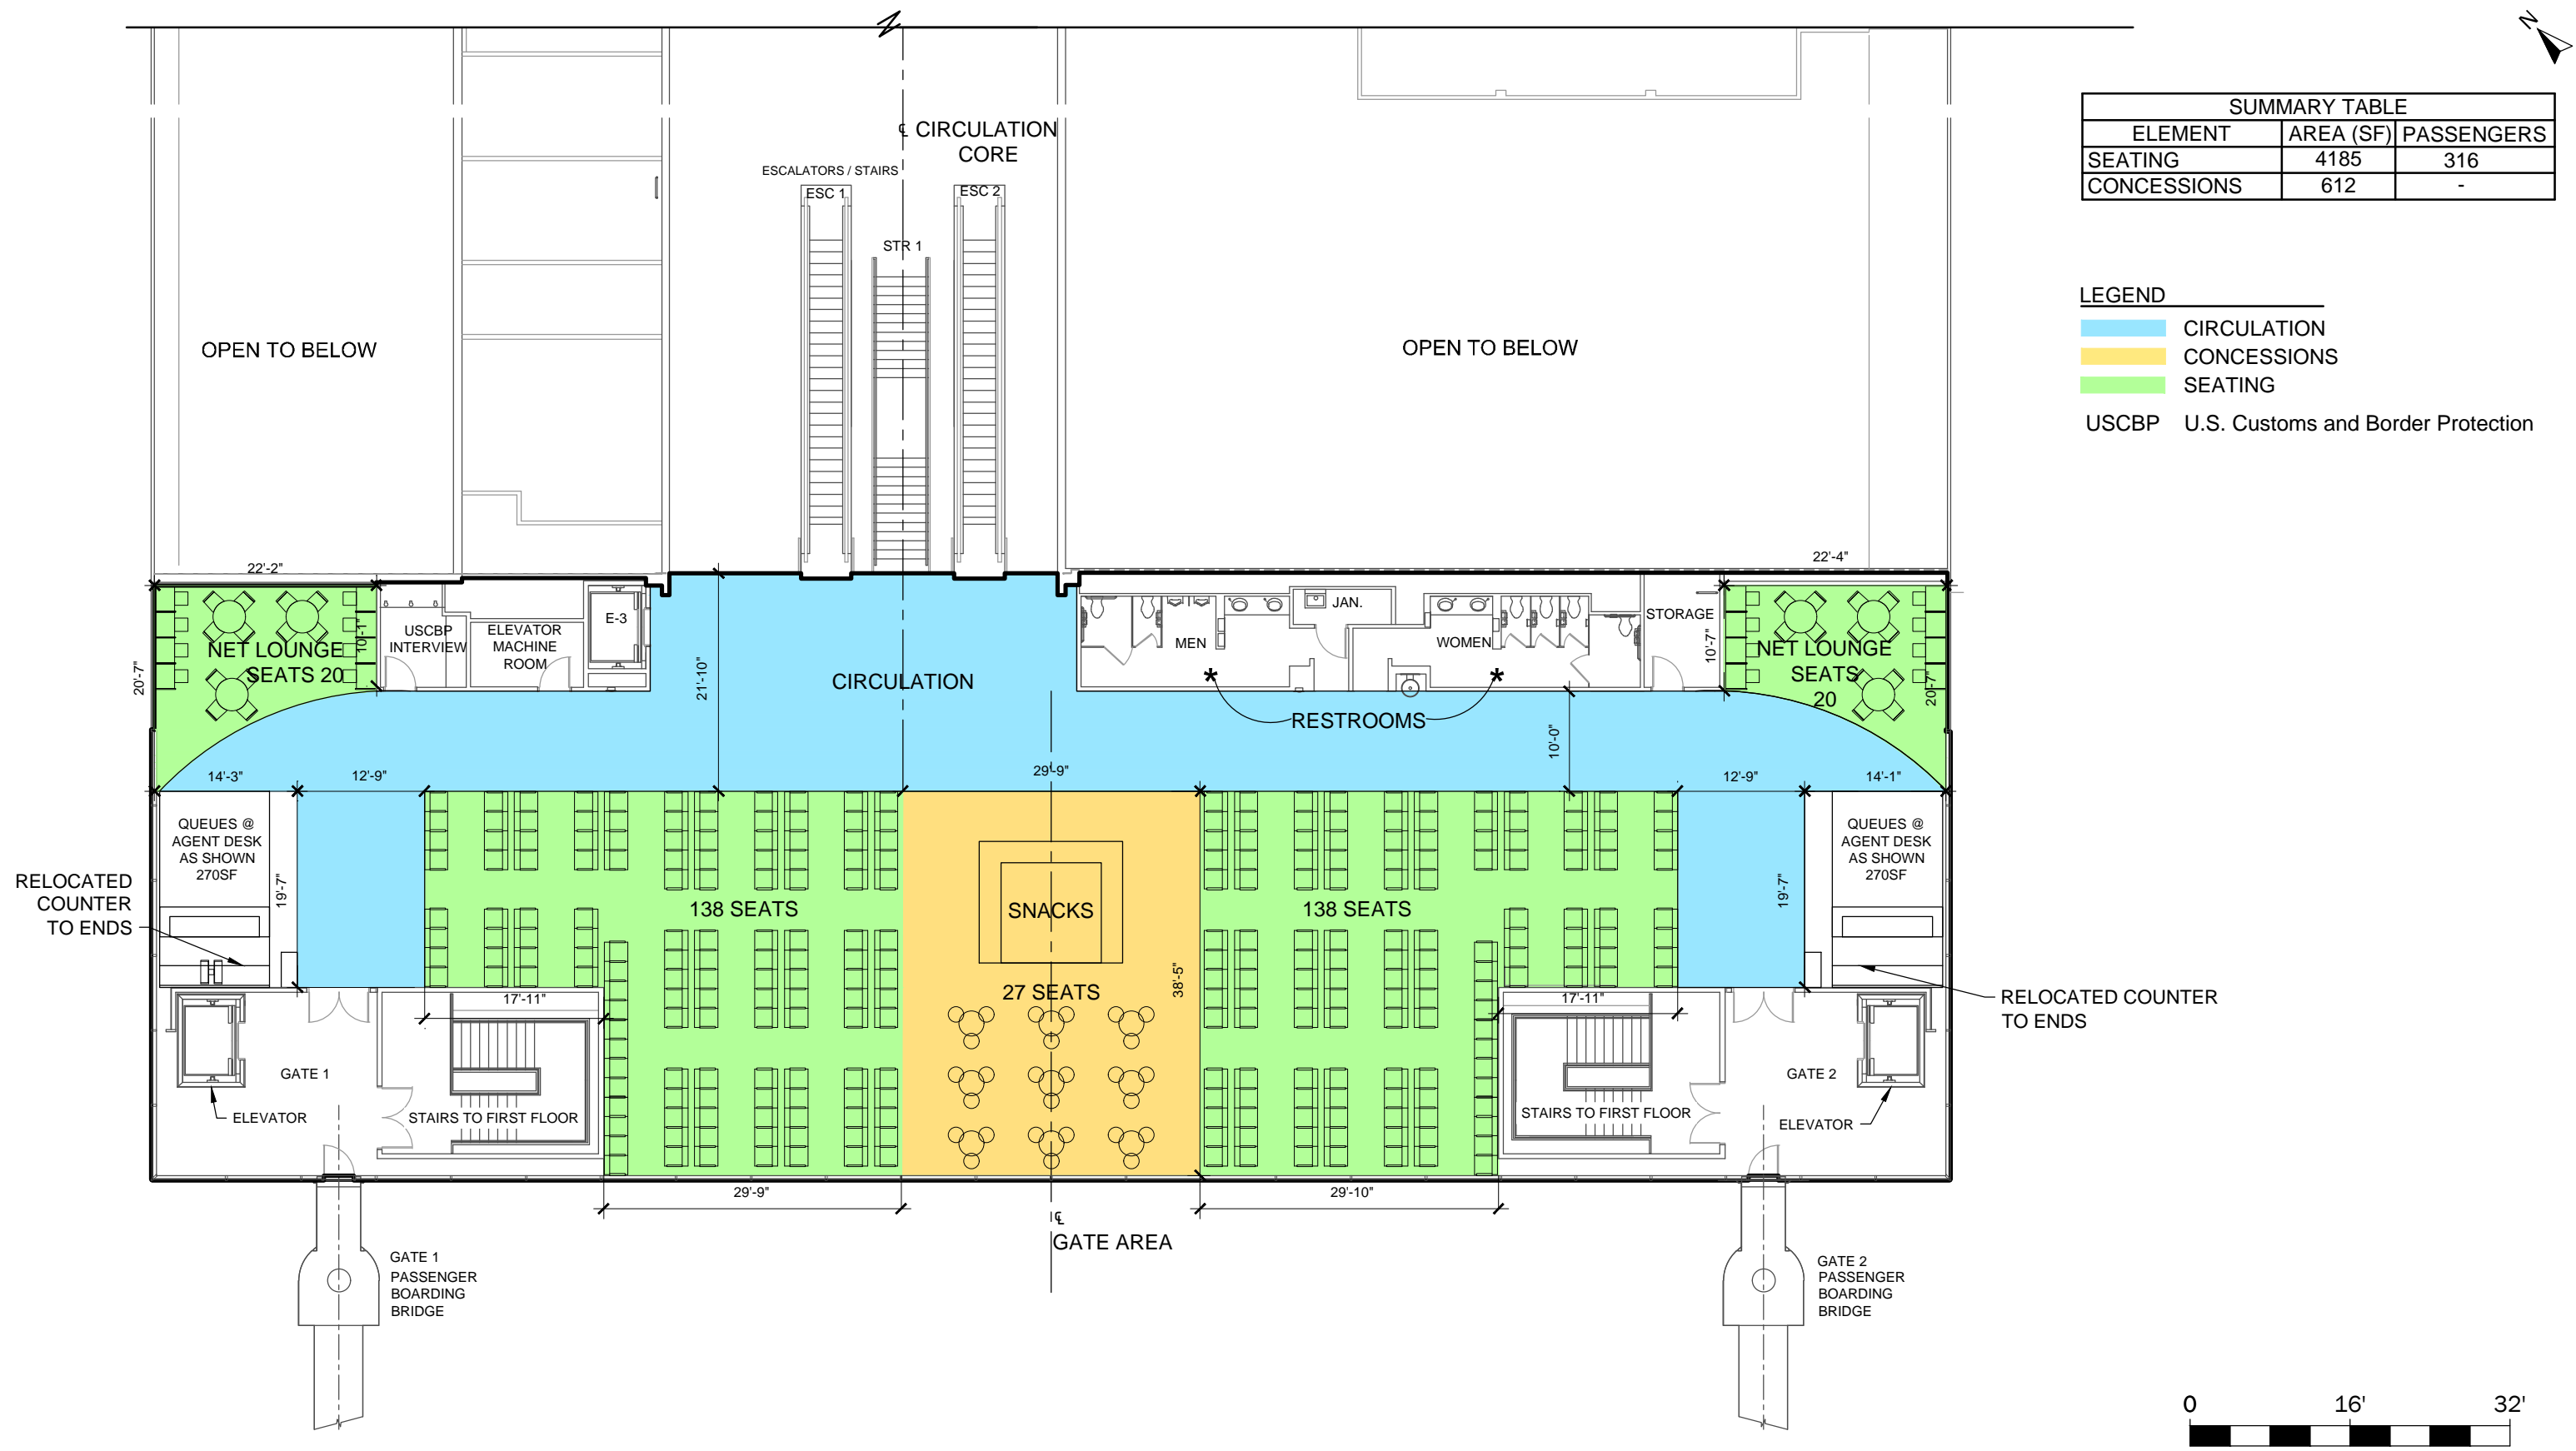 N
SUMMARY TABLE
ELEMENT AREA (SF) PASSENGERS
SEATING 4185 316
CONCESSIONS 612 -
LEGEND
CIRCULATION
CONCESSIONS
SEATING
USCBP U.S. Customs and Border Protection
℄ CIRCULATION
CORE
ESCALATORS / STAIRS
ESC 1
ESC 2
STR 1
OPEN TO BELOW
OPEN TO BELOW
22'-2"
22'-4"
NET LOUNGE
SEATS 20
10'-1"
20'-7"
USCBP
INTERVIEW
ELEVATOR
MACHINE
ROOM
E-3
21'-10"
CIRCULATION
MEN
JAN.
WOMEN
STORAGE
10'-7"
NET LOUNGE
SEATS
20
20'-7"
* *
RESTROOMS
10'-0"
14'-3"
12'-9"
29'-9"
12'-9"
14'-1"
QUEUES @
AGENT DESK
AS SHOWN
270SF
19'-7"
RELOCATED
COUNTER
TO ENDS
138 SEATS
SNACKS
27 SEATS
38'-5"
138 SEATS
19'-7"
QUEUES @
AGENT DESK
AS SHOWN
270SF
RELOCATED COUNTER
TO ENDS
17'-11"
17'-11"
GATE 1
ELEVATOR
STAIRS TO FIRST FLOOR
GATE 2
STAIRS TO FIRST FLOOR
ELEVATOR
29'-9"
29'-10"
℄
GATE AREA
GATE 1
PASSENGER
BOARDING
BRIDGE
GATE 2
PASSENGER
BOARDING
BRIDGE
0 16' 32'